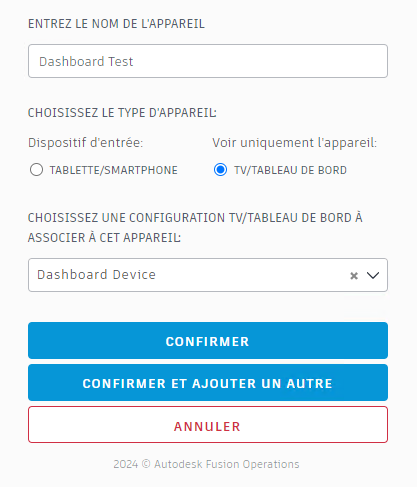 ENTREZ LE NOM DE L'APPAREIL
Dashboard Test
CHOISISSEZ LE TYPE D'APPAREIL:
Dispositif d'entrée: Voir uniquement l'appareil:
TABLETTE/SMARTPHONE TV/TABLEAU DE BORD
CHOISISSEZ UNE CONFIGURATION TV/TABLEAU DE BORD À
ASSOCIER À CET APPAREIL:
Dashboard Device
CONFIRMER
CONFIRMER ET AJOUTER UN AUTRE
ANNULER
2024 © Autodesk Fusion Operations